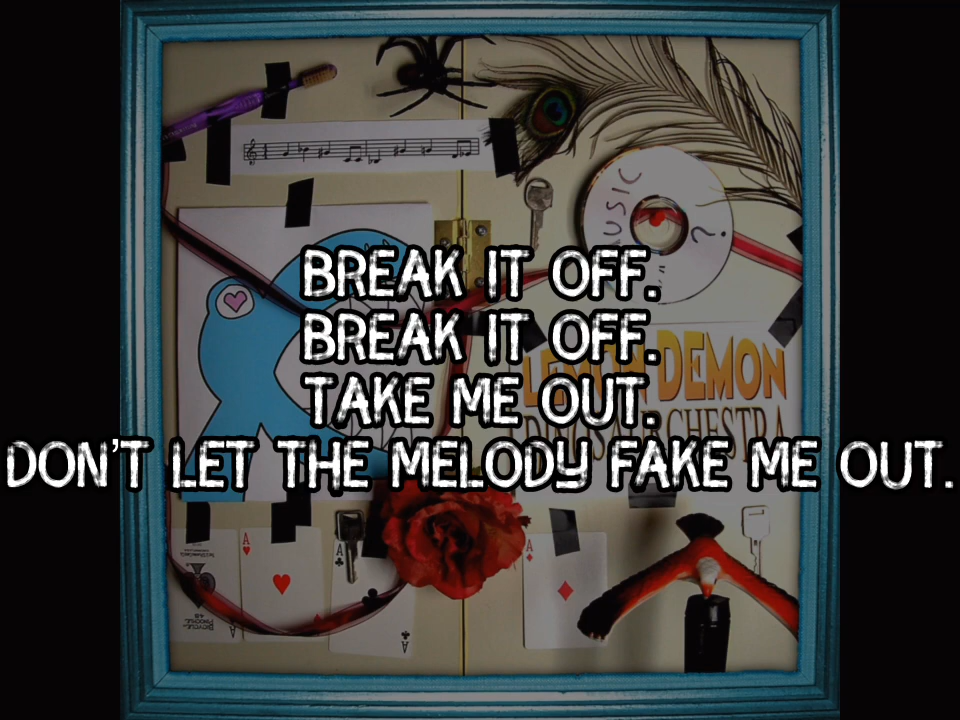 MUSIC
?
BREAK IT OFF.
BREAK IT OFF.
LEMON DEMON
TAKE ME OUT.
DINOSAURCHESTRA
DON'T LET THE MELODY FAKE ME OUT.
A
A
A
A
A
A